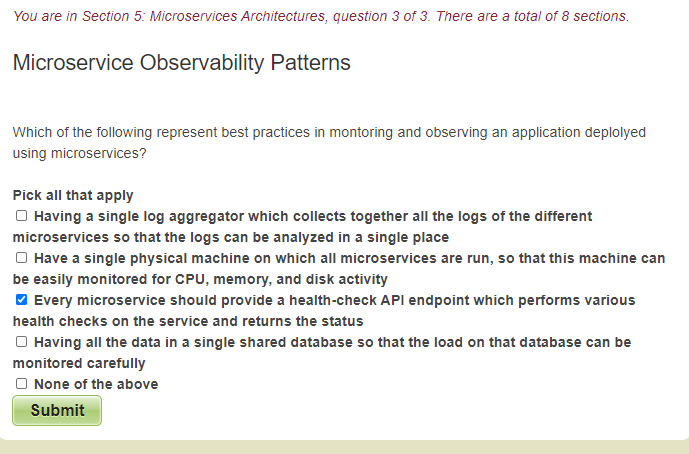 You are in Section 5: Microservices Architectures, question 3 of 3. There are a total of 8 sections.
Microservice Observability Patterns
Which of the following represent best practices in montoring and observing an application deplolyed
using microservices?
Pick all that apply
Having a single log aggregator which collects together all the logs of the different
microservices so that the logs can be analyzed in a single place
Have a single physical machine on which all microservices are run, so that this machine can
be easily monitored for CPU, memory, and disk activity
Every microservice should provide a health-check API endpoint which performs various
health checks on the service and returns the status
Having all the data in a single shared database so that the load on that database can be
monitored carefully
None of the above
Submit